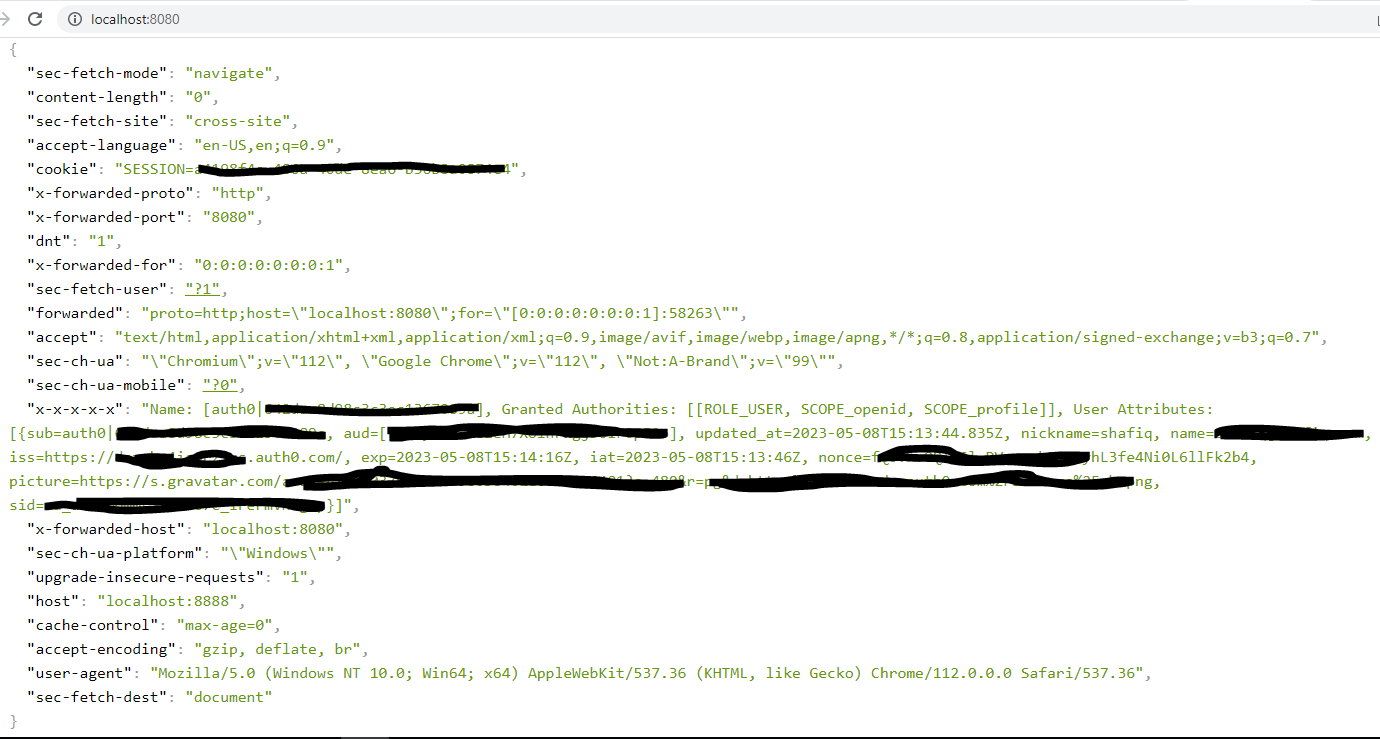 localhost:8080
{
"sec-fetch-mode": "navigate",
"content-length": "0",
"sec-fetch-site": "cross-site",
"accept-language": "en-US,en;q=0.9",
"cookie": "SESSION= ",
"x-forwarded-proto": "http",
"x-forwarded-port": "8080",
"dnt": "1",
"x-forwarded-for": "0:0:0:0:0:0:0:1",
"sec-fetch-user": "?1",
"forwarded": "proto=http;host=\"localhost:8080\";for=\"[0:0:0:0:0:0:0:1]:58263\"",
"accept": "text/html,application/xhtml+xml,application/xml;q=0.9,image/avif,image/webp,image/apng,*/*;q=0.8,application/signed-exchange;v=b3;q=0.7",
"sec-ch-ua": "\"Chromium\";v=\"112\", \"Google Chrome\";v=\"112\", \"Not:A-Brand\";v=\"99\"",
"sec-ch-ua-mobile": "?0",
"x-x-x-x-x": "Name: [auth0| ], Granted Authorities: [[ROLE_USER, SCOPE_openid, SCOPE_profile]], User Attributes:
[{sub=auth0| , aud=[ ], updated_at=2023-05-08T15:13:44.835Z, nickname=shafiq, name= ,
iss=https:// .auth0.com/, exp=2023-05-08T15:14:16Z, iat=2023-05-08T15:13:46Z, nonce= hL3fe4Ni0L6llFk2b4,
picture=https://s.gravatar.com/ png,
sid= }]",
"x-forwarded-host": "localhost:8080",
"sec-ch-ua-platform": "\"Windows\"",
"upgrade-insecure-requests": "1",
"host": "localhost:8888",
"cache-control": "max-age=0",
"accept-encoding": "gzip, deflate, br",
"user-agent": "Mozilla/5.0 (Windows NT 10.0; Win64; x64) AppleWebKit/537.36 (KHTML, like Gecko) Chrome/112.0.0.0 Safari/537.36",
"sec-fetch-dest": "document"
}